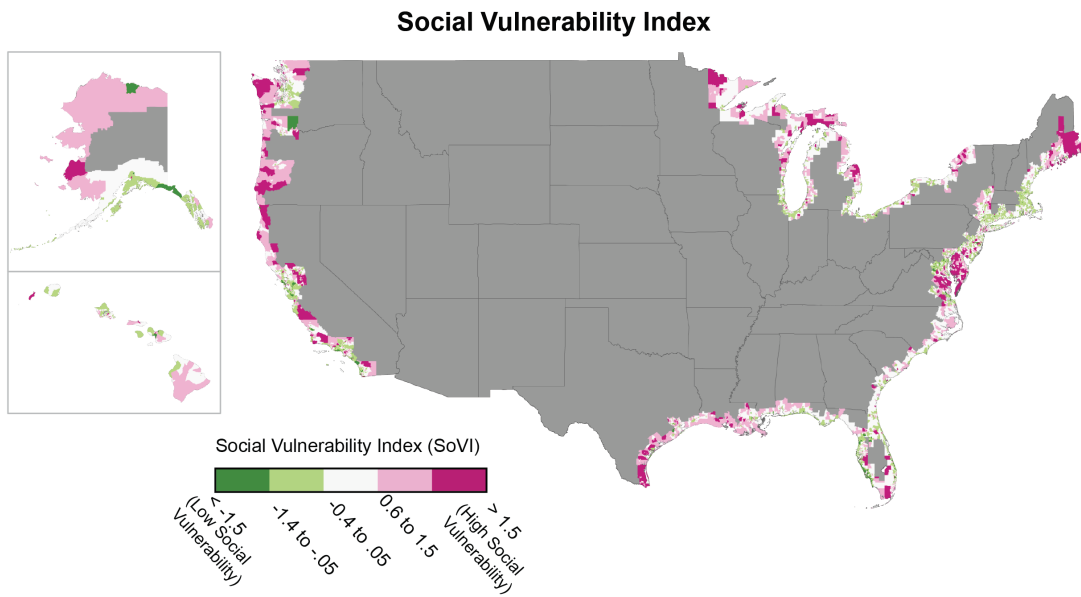 Social Vulnerability Index
Social Vulnerability Index (SoVI)
< -1.5
(Low Social
Vulnerability)
-1.4 to -.05
-0.4 to .05
0.6 to 1.5
> 1.5
(High Social
Vulnerability)